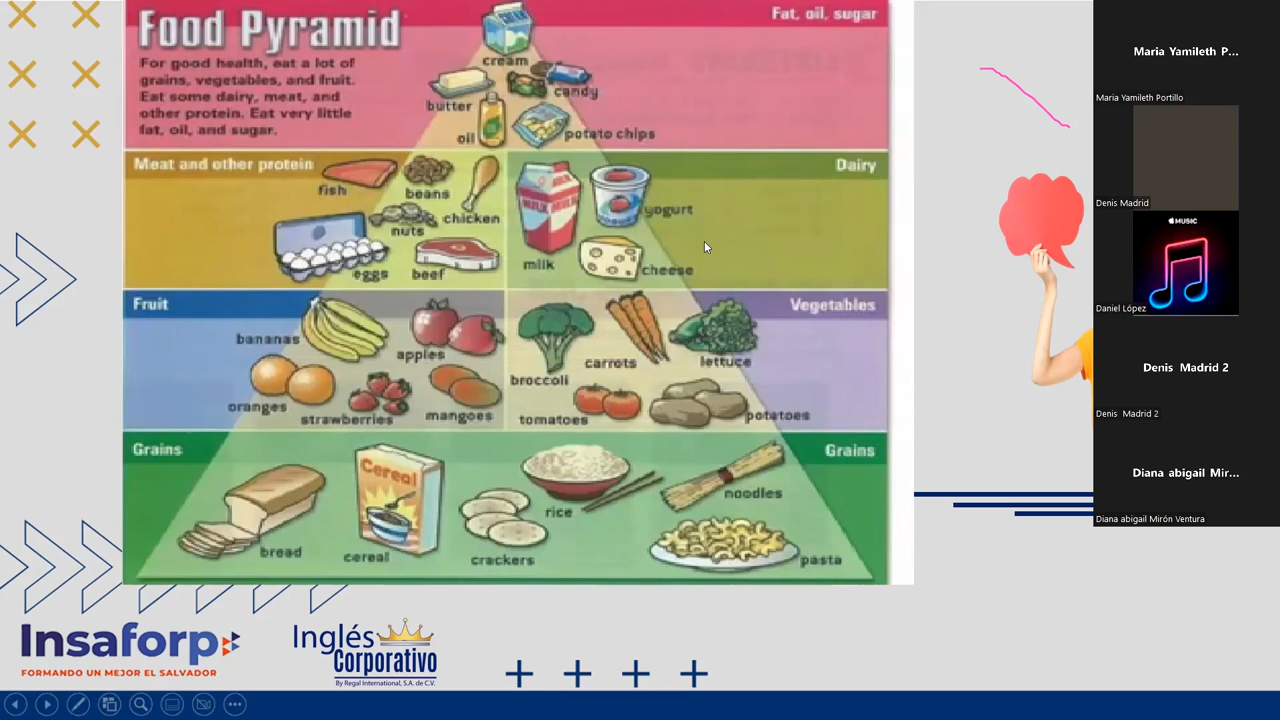 Food Pyramid
For good health, eat a lot of
grains, vegetables, and fruit.
Eat some dairy, meat, and
other protein. Eat very little
fat, oil, and sugar.
Fat, oil, sugar
CREAM
cream
butter
candy
oil
potato chips
Meat and other protein
fish
beans
chicken
nuts
eggs
beef
Dairy
MILK
yogurt
milk
cheese
Fruit
bananas
apples
oranges
strawberries
mangoes
Vegetables
carrots
lettuce
broccoli
tomatoes
potatoes
Grains
Grains
Cereal
bread
cereal
crackers
rice
noodles
pasta
Insaforp
FORMANDO UN MEJOR EL SALVADOR
Inglés
Corporativo
By Regal International, S.A. de C.V.
Maria Yamileth P...
Maria Yamileth Portillo
Denis Madrid
MUSIC
Daniel López
Denis Madrid 2
Denis Madrid 2
Diana abigail Mir...
Diana abigail Mirón Ventura